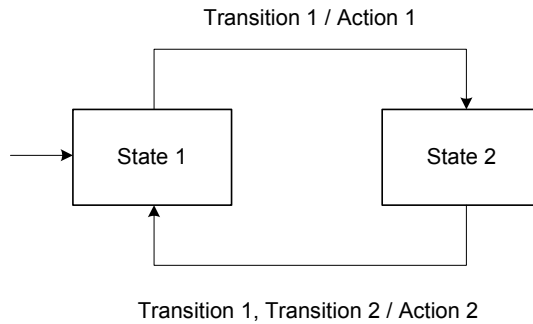 Transition 1 / Action 1
State 1
State 2
Transition 1, Transition 2 / Action 2